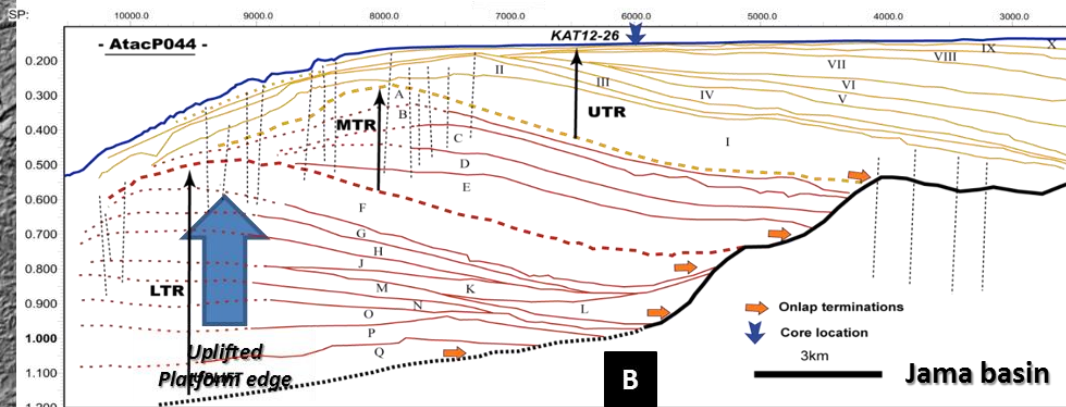 SP: 10000.0 9000.0 8000.0 7000.0 6000.0 5000.0 4000.0 3000.0
- AtacP044 -
KAT12-26
IX
X
VIII
VII
0.200
II
III
VI
0.300
A
IV
V
B
UTR
MTR
0.400
C
I
0.500
D
E
0.600
F
0.700
G
H
0.800
J
LTR
M
K
0.900
N
L
O
Onlap terminations
1.000
P
Core location
Uplifted
Q
3km
1.100
Platform edge
B
Jama basin